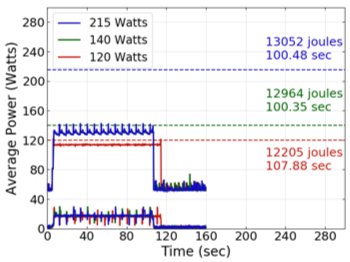 280
240
200
160
120
80
40
0
Average Power (Watts)
215 Watts
140 Watts
120 Watts
13052 joules
100.48 sec
12964 joules
100.35 sec
12205 joules
107.88 sec
0 40 80 120 160 200 240 280
Time (sec)